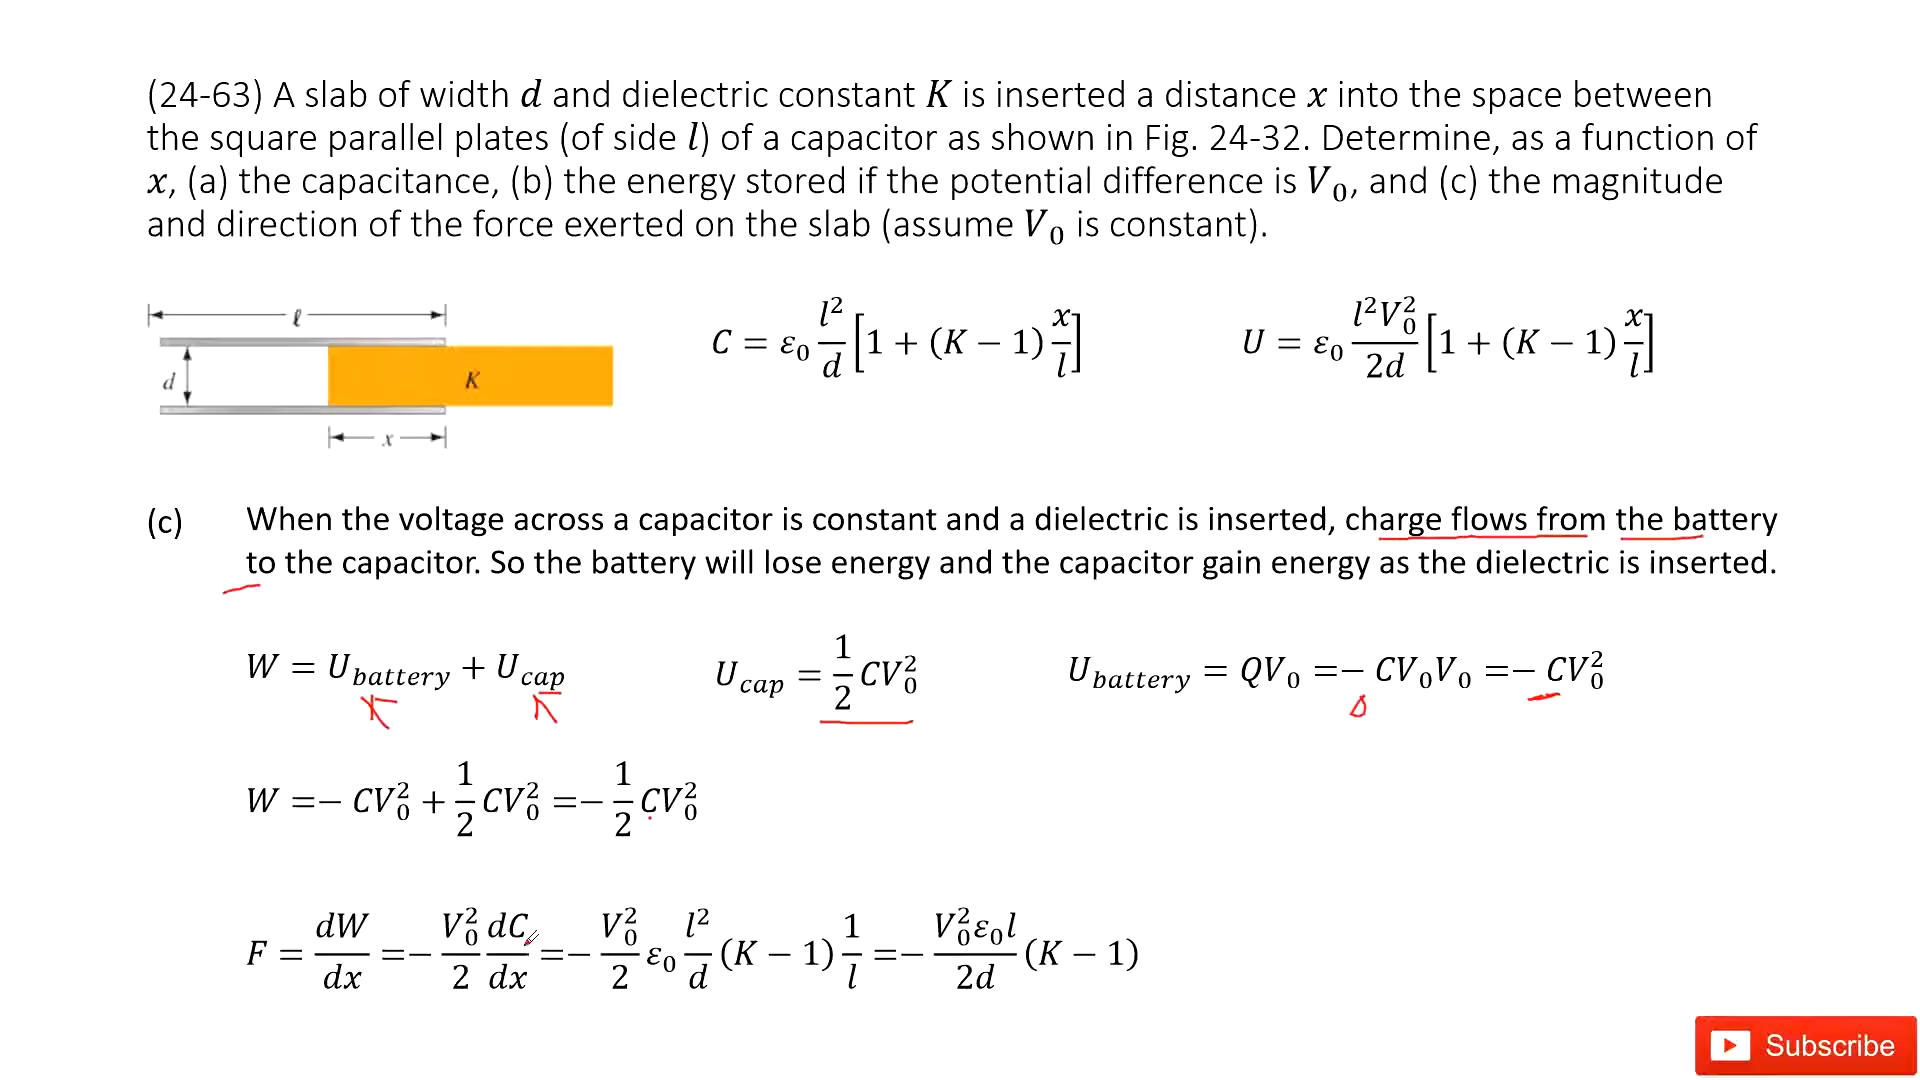 (24-63) A slab of width d and dielectric constant K is inserted a distance x into the space between
the square parallel plates (of side l) of a capacitor as shown in Fig. 24-32. Determine, as a function of
x, (a) the capacitance, (b) the energy stored if the potential difference is V₀, and (c) the magnitude
and direction of the force exerted on the slab (assume V₀ is constant).
ℓ
d
K
x
C = ε₀ l²/d [1 + (K − 1) x/l]
U = ε₀ l²V₀²/2d [1 + (K − 1) x/l]
(c) When the voltage across a capacitor is constant and a dielectric is inserted, charge flows from the battery
to the capacitor. So the battery will lose energy and the capacitor gain energy as the dielectric is inserted.
W = U_battery + U_cap
U_cap = 1/2 CV₀²
U_battery = QV₀ =− CV₀V₀ =− CV₀²
W =− CV₀² + 1/2 CV₀² =− 1/2 CV₀²
F = dW/dx =− V₀²/2 dC/dx =− V₀²/2 ε₀ l²/d (K − 1) 1/l =− V₀²ε₀l/2d (K − 1)
Subscribe